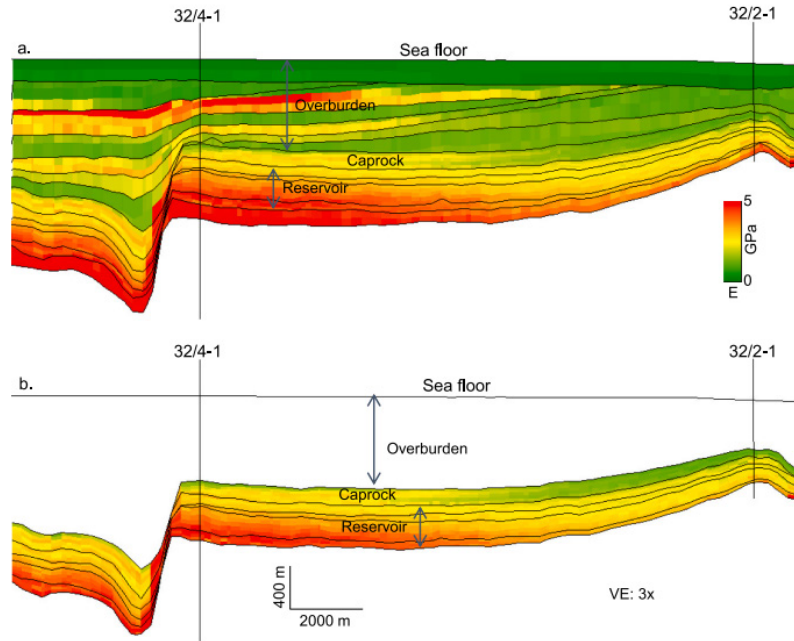 32/4-1
32/2-1
a.
Sea floor
Overburden
Caprock
Reservoir
5
GPa
0
E
32/4-1
32/2-1
b.
Sea floor
Overburden
Caprock
Reservoir
400 m
2000 m
VE: 3x